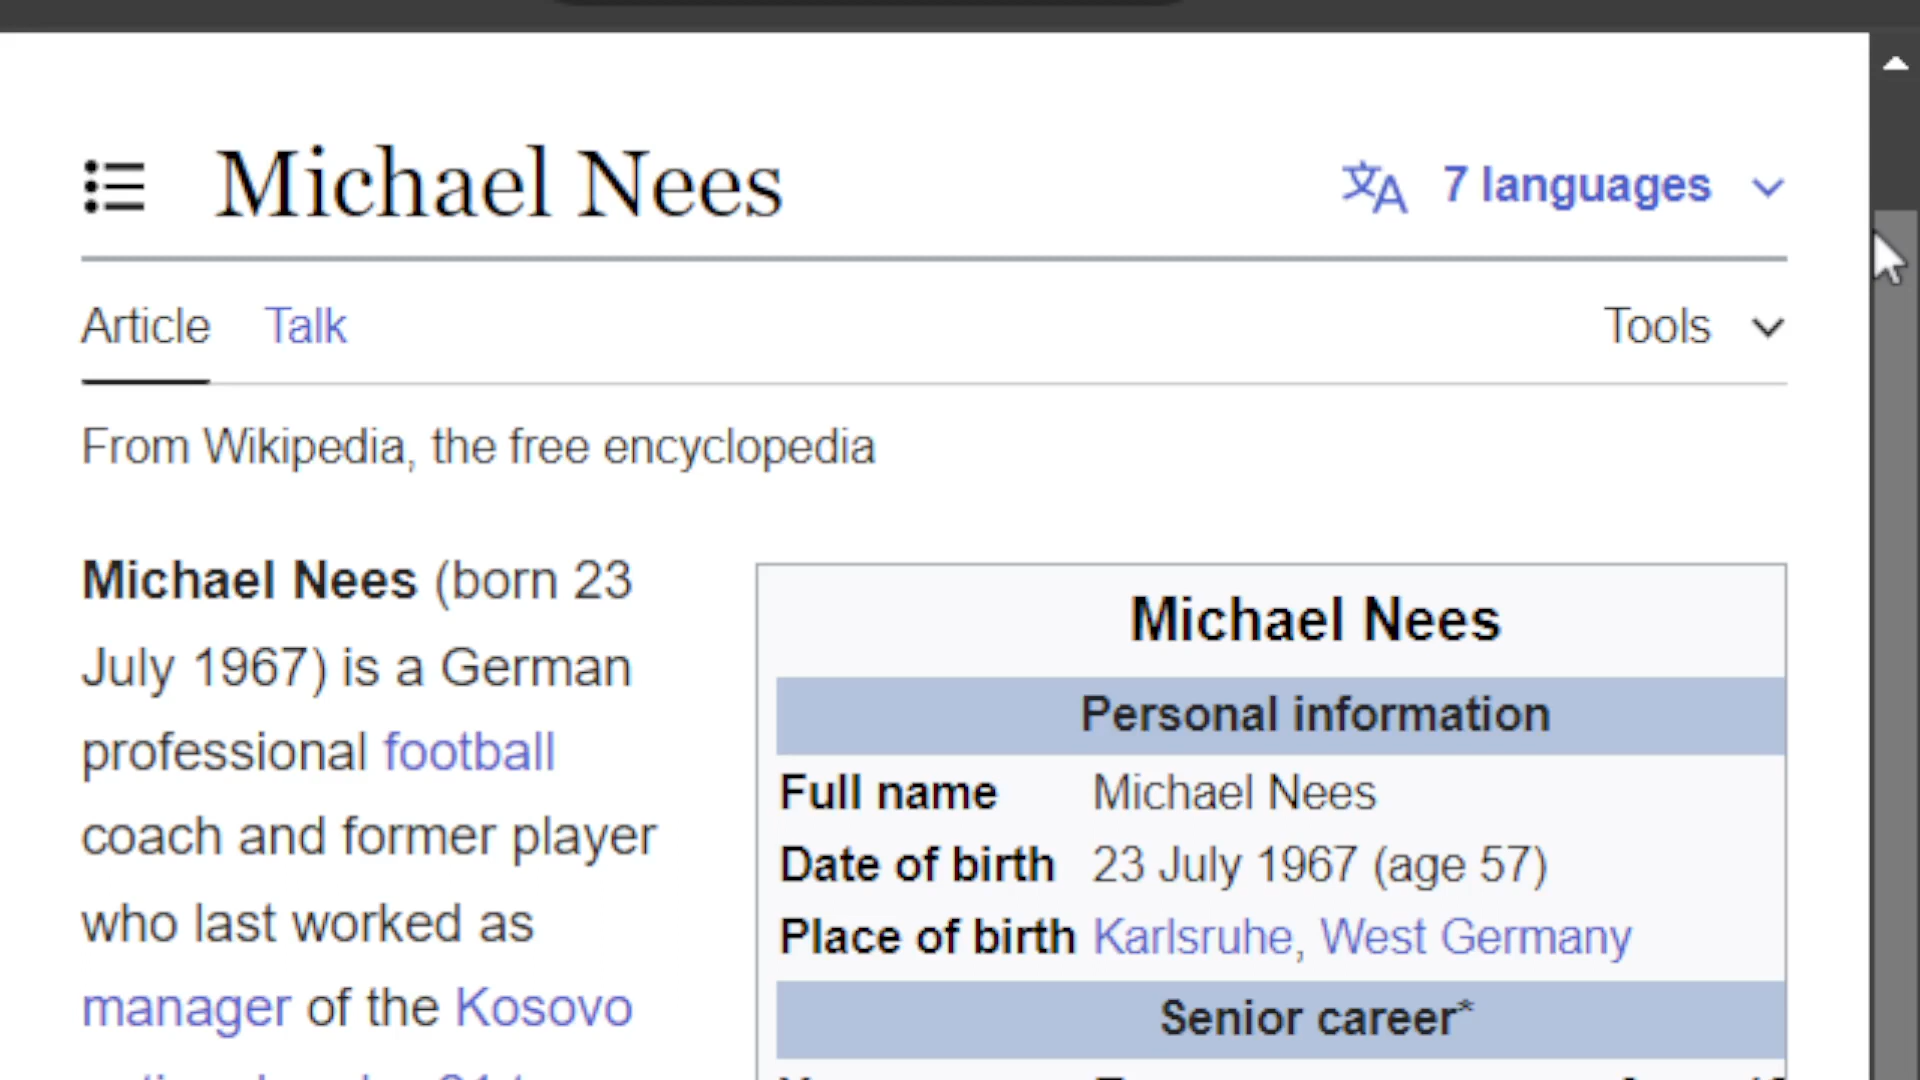 Michael Nees
7 languages
Article Talk
Tools
From Wikipedia, the free encyclopedia
Michael Nees (born 23
July 1967) is a German
professional football
coach and former player
who last worked as
manager of the Kosovo
Michael Nees
Personal information
Full name Michael Nees
Date of birth 23 July 1967 (age 57)
Place of birth Karlsruhe, West Germany
Senior career*